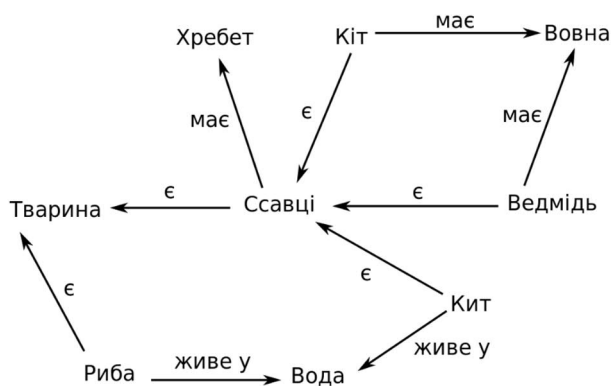 Хребет
Кіт
має
Вовна
має
є
має
Тварина
є
Ссавці
є
Ведмідь
є
є
Кит
Риба
живе у
Вода
живе у